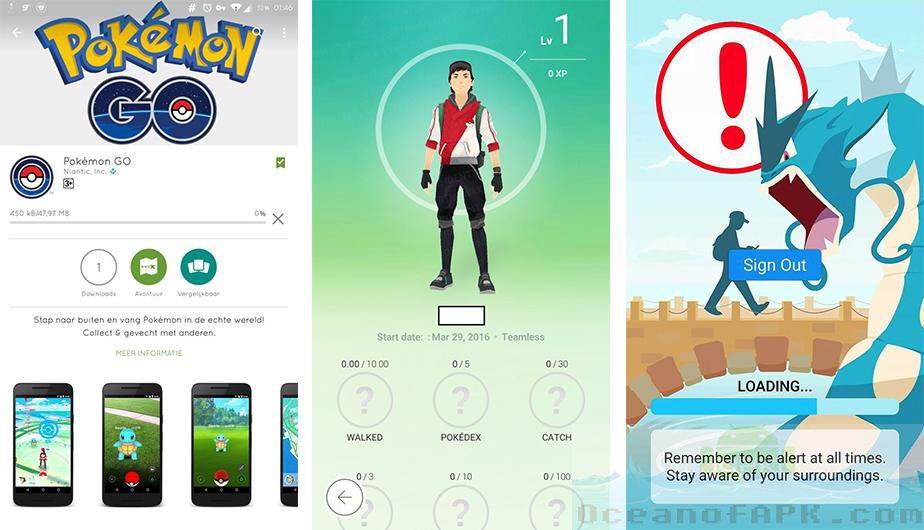 32% 01:46
POKéMON
GO
Pokémon GO
Niantic, Inc.
3+
450 kB/47,97 MB 0%
1
Downloads Avontuur Vergelijkbaar
Stap naar buiten en vang Pokémon in de echte wereld!
Collect & gevecht met anderen.
MEER INFORMATIE
Lv 1
0 XP
Start date: : Mar 29, 2016 • Teamless
0.00 / 10.00 0 / 5 0 / 30
? ? ?
WALKED POKÉDEX CATCH
0 / 3 0 / 10 0 / 100
? ? ?
!
Sign Out
LOADING...
Remember to be alert at all times.
Stay aware of your surroundings.
OceanofAPK.com